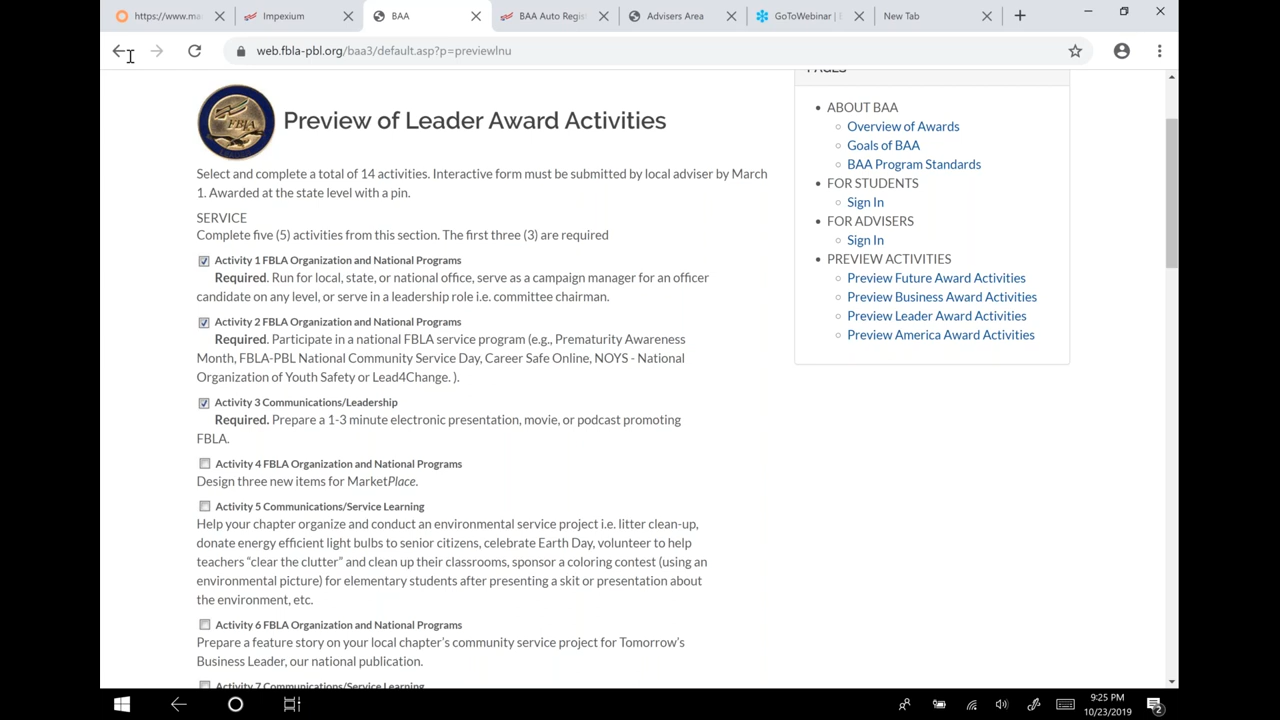 https://www.ma
Impexium
BAA
BAA Auto Regis
Advisers Area
GoToWebinar |
New Tab
web.fbla-pbl.org/baa3/default.asp?p=previewlnu
PAGES
FBLA
Preview of Leader Award Activities
Select and complete a total of 14 activities. Interactive form must be submitted by local adviser by March
1. Awarded at the state level with a pin.
SERVICE
Complete five (5) activities from this section. The first three (3) are required
Activity 1 FBLA Organization and National Programs
Required. Run for local, state, or national office, serve as a campaign manager for an officer
candidate on any level, or serve in a leadership role i.e. committee chairman.
Activity 2 FBLA Organization and National Programs
Required. Participate in a national FBLA service program (e.g., Prematurity Awareness
Month, FBLA-PBL National Community Service Day, Career Safe Online, NOYS - National
Organization of Youth Safety or Lead4Change. ).
Activity 3 Communications/Leadership
Required. Prepare a 1-3 minute electronic presentation, movie, or podcast promoting
FBLA.
Activity 4 FBLA Organization and National Programs
Design three new items for MarketPlace.
Activity 5 Communications/Service Learning
Help your chapter organize and conduct an environmental service project i.e. litter clean-up,
donate energy efficient light bulbs to senior citizens, celebrate Earth Day, volunteer to help
teachers “clear the clutter” and clean up their classrooms, sponsor a coloring contest (using an
environmental picture) for elementary students after presenting a skit or presentation about
the environment, etc.
Activity 6 FBLA Organization and National Programs
Prepare a feature story on your local chapter’s community service project for Tomorrow’s
Business Leader, our national publication.
Activity 7 Communications/Service Learning
ABOUT BAA
Overview of Awards
Goals of BAA
BAA Program Standards
FOR STUDENTS
Sign In
FOR ADVISERS
Sign In
PREVIEW ACTIVITIES
Preview Future Award Activities
Preview Business Award Activities
Preview Leader Award Activities
Preview America Award Activities
9:25 PM
10/23/2019
2